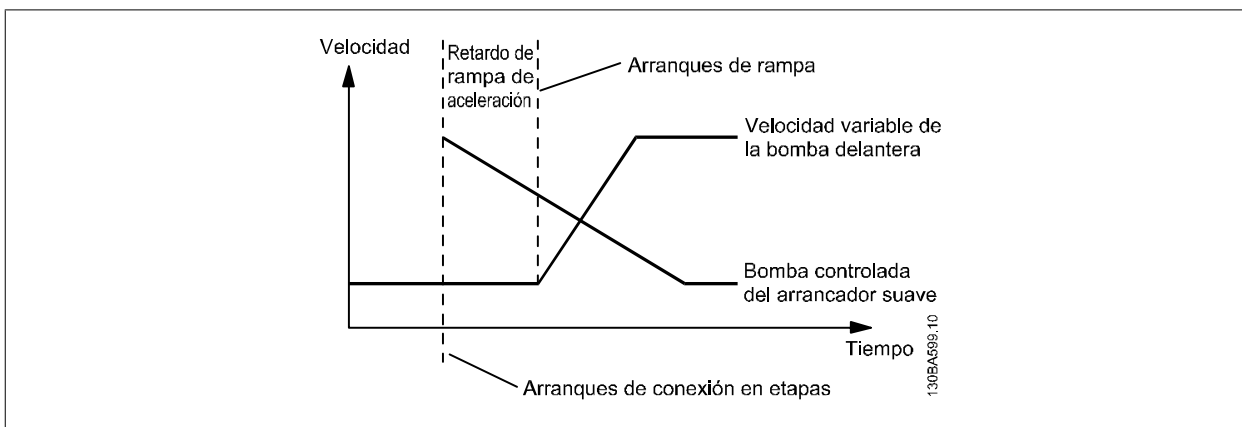 Velocidad
Retardo de
rampa de
aceleración
Arranques de rampa
Velocidad variable de
la bomba delantera
Bomba controlada
del arrancador suave
Tiempo
Arranques de conexión en etapas
130BA599.10